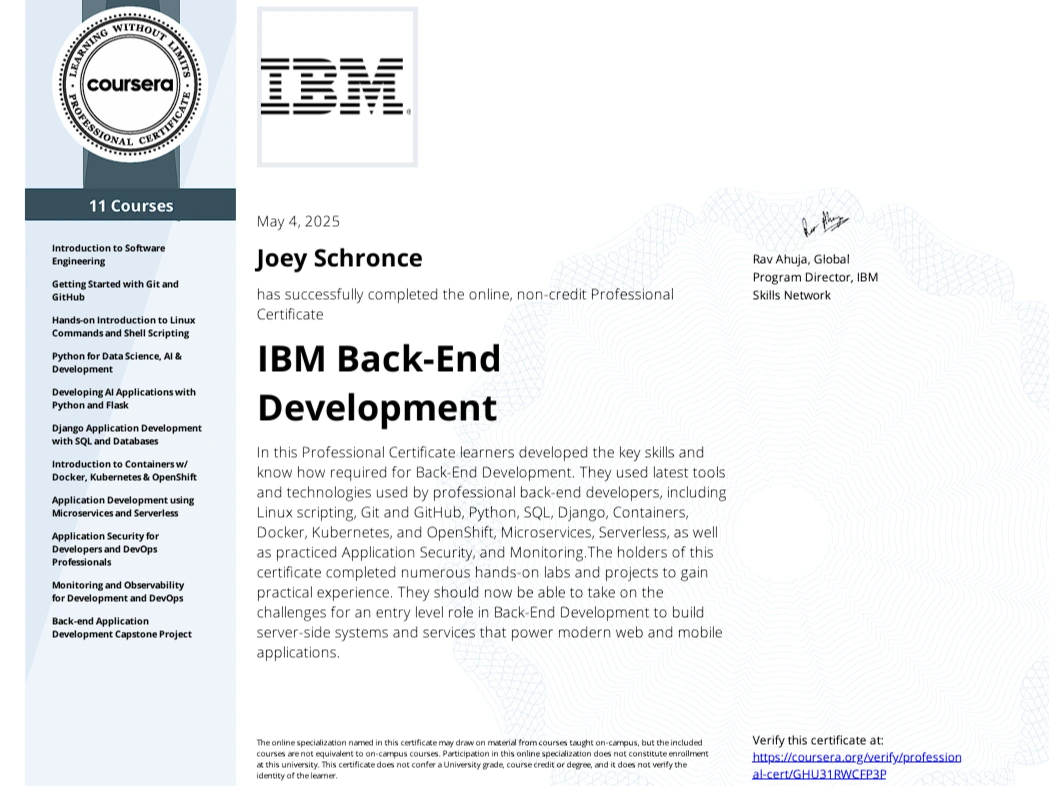 LEARNING WITHOUT LIMITS
coursera
PROFESSIONAL CERTIFICATE
IBM
11 Courses
Introduction to Software
Engineering
Getting Started with Git and
GitHub
Hands-on Introduction to Linux
Commands and Shell Scripting
Python for Data Science, AI &
Development
Developing AI Applications with
Python and Flask
Django Application Development
with SQL and Databases
Introduction to Containers w/
Docker, Kubernetes & OpenShift
Application Development using
Microservices and Serverless
Application Security for
Developers and DevOps
Professionals
Monitoring and Observability
for Development and DevOps
Back-end Application
Development Capstone Project
May 4, 2025
Joey Schronce
has successfully completed the online, non-credit Professional
Certificate
IBM Back-End
Development
In this Professional Certificate learners developed the key skills and
know how required for Back-End Development. They used latest tools
and technologies used by professional back-end developers, including
Linux scripting, Git and GitHub, Python, SQL, Django, Containers,
Docker, Kubernetes, and OpenShift, Microservices, Serverless, as well
as practiced Application Security, and Monitoring.The holders of this
certificate completed numerous hands-on labs and projects to gain
practical experience. They should now be able to take on the
challenges for an entry level role in Back-End Development to build
server-side systems and services that power modern web and mobile
applications.
Rav Ahuja, Global
Program Director, IBM
Skills Network
The online specialization named in this certificate may draw on material from courses taught on-campus, but the included
courses are not equivalent to on-campus courses. Participation in this online specialization does not constitute enrollment
at this university. This certificate does not confer a University grade, course credit or degree, and it does not verify the
identity of the learner.
Verify this certificate at:
https://coursera.org/verify/profession
al-cert/GHU31RWCFP3P